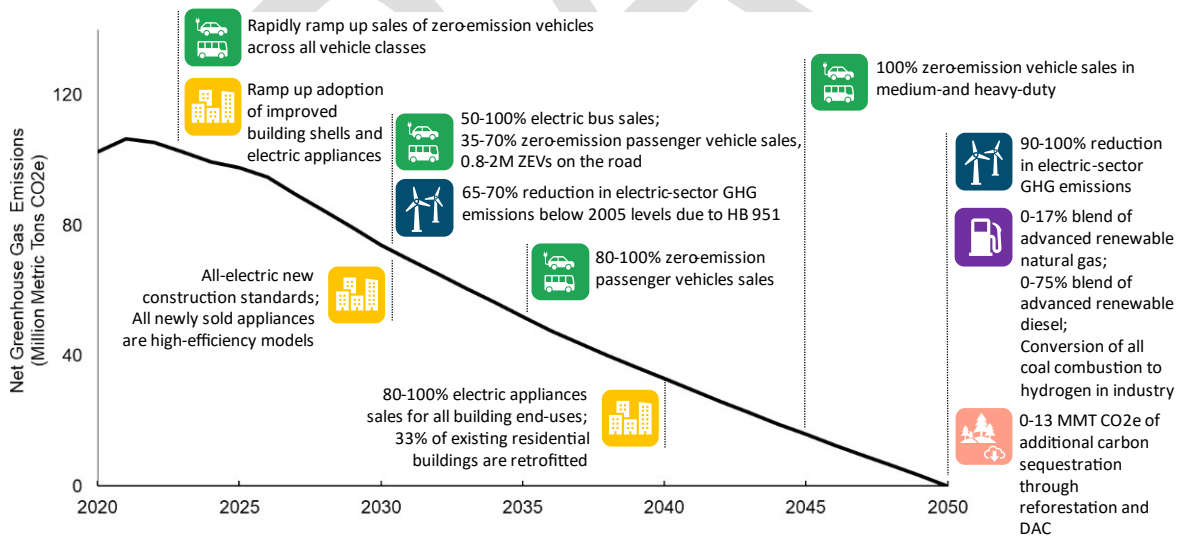 Rapidly ramp up sales of zero-emission vehicles
across all vehicle classes
Ramp up adoption
of improved
building shells and
electric appliances
50-100% electric bus sales;
35-70% zero-emission passenger vehicle sales,
0.8-2M ZEVs on the road
65-70% reduction in electric-sector GHG
emissions below 2005 levels due to HB 951
All-electric new
construction standards;
All newly sold appliances
are high-efficiency models
80-100% zero-emission
passenger vehicles sales
80-100% electric appliances
sales for all building end-uses;
33% of existing residential
buildings are retrofitted
100% zero-emission vehicle sales in
medium-and heavy-duty
90-100% reduction
in electric-sector
GHG emissions
0-17% blend of
advanced renewable
natural gas;
0-75% blend of
advanced renewable
diesel;
Conversion of all
coal combustion to
hydrogen in industry
0-13 MMT CO2e of
additional carbon
sequestration
through
reforestation and
DAC
Net Greenhouse Gas Emissions
(Million Metric Tons CO2e)
120
80
40
0
2020
2025
2030
2035
2040
2045
2050